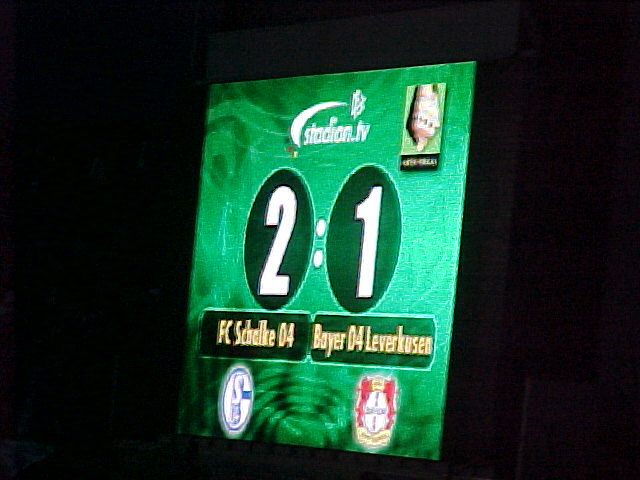 stadion.tv
2 : 1
FC Schalke 04 Bayer 04 Leverkusen